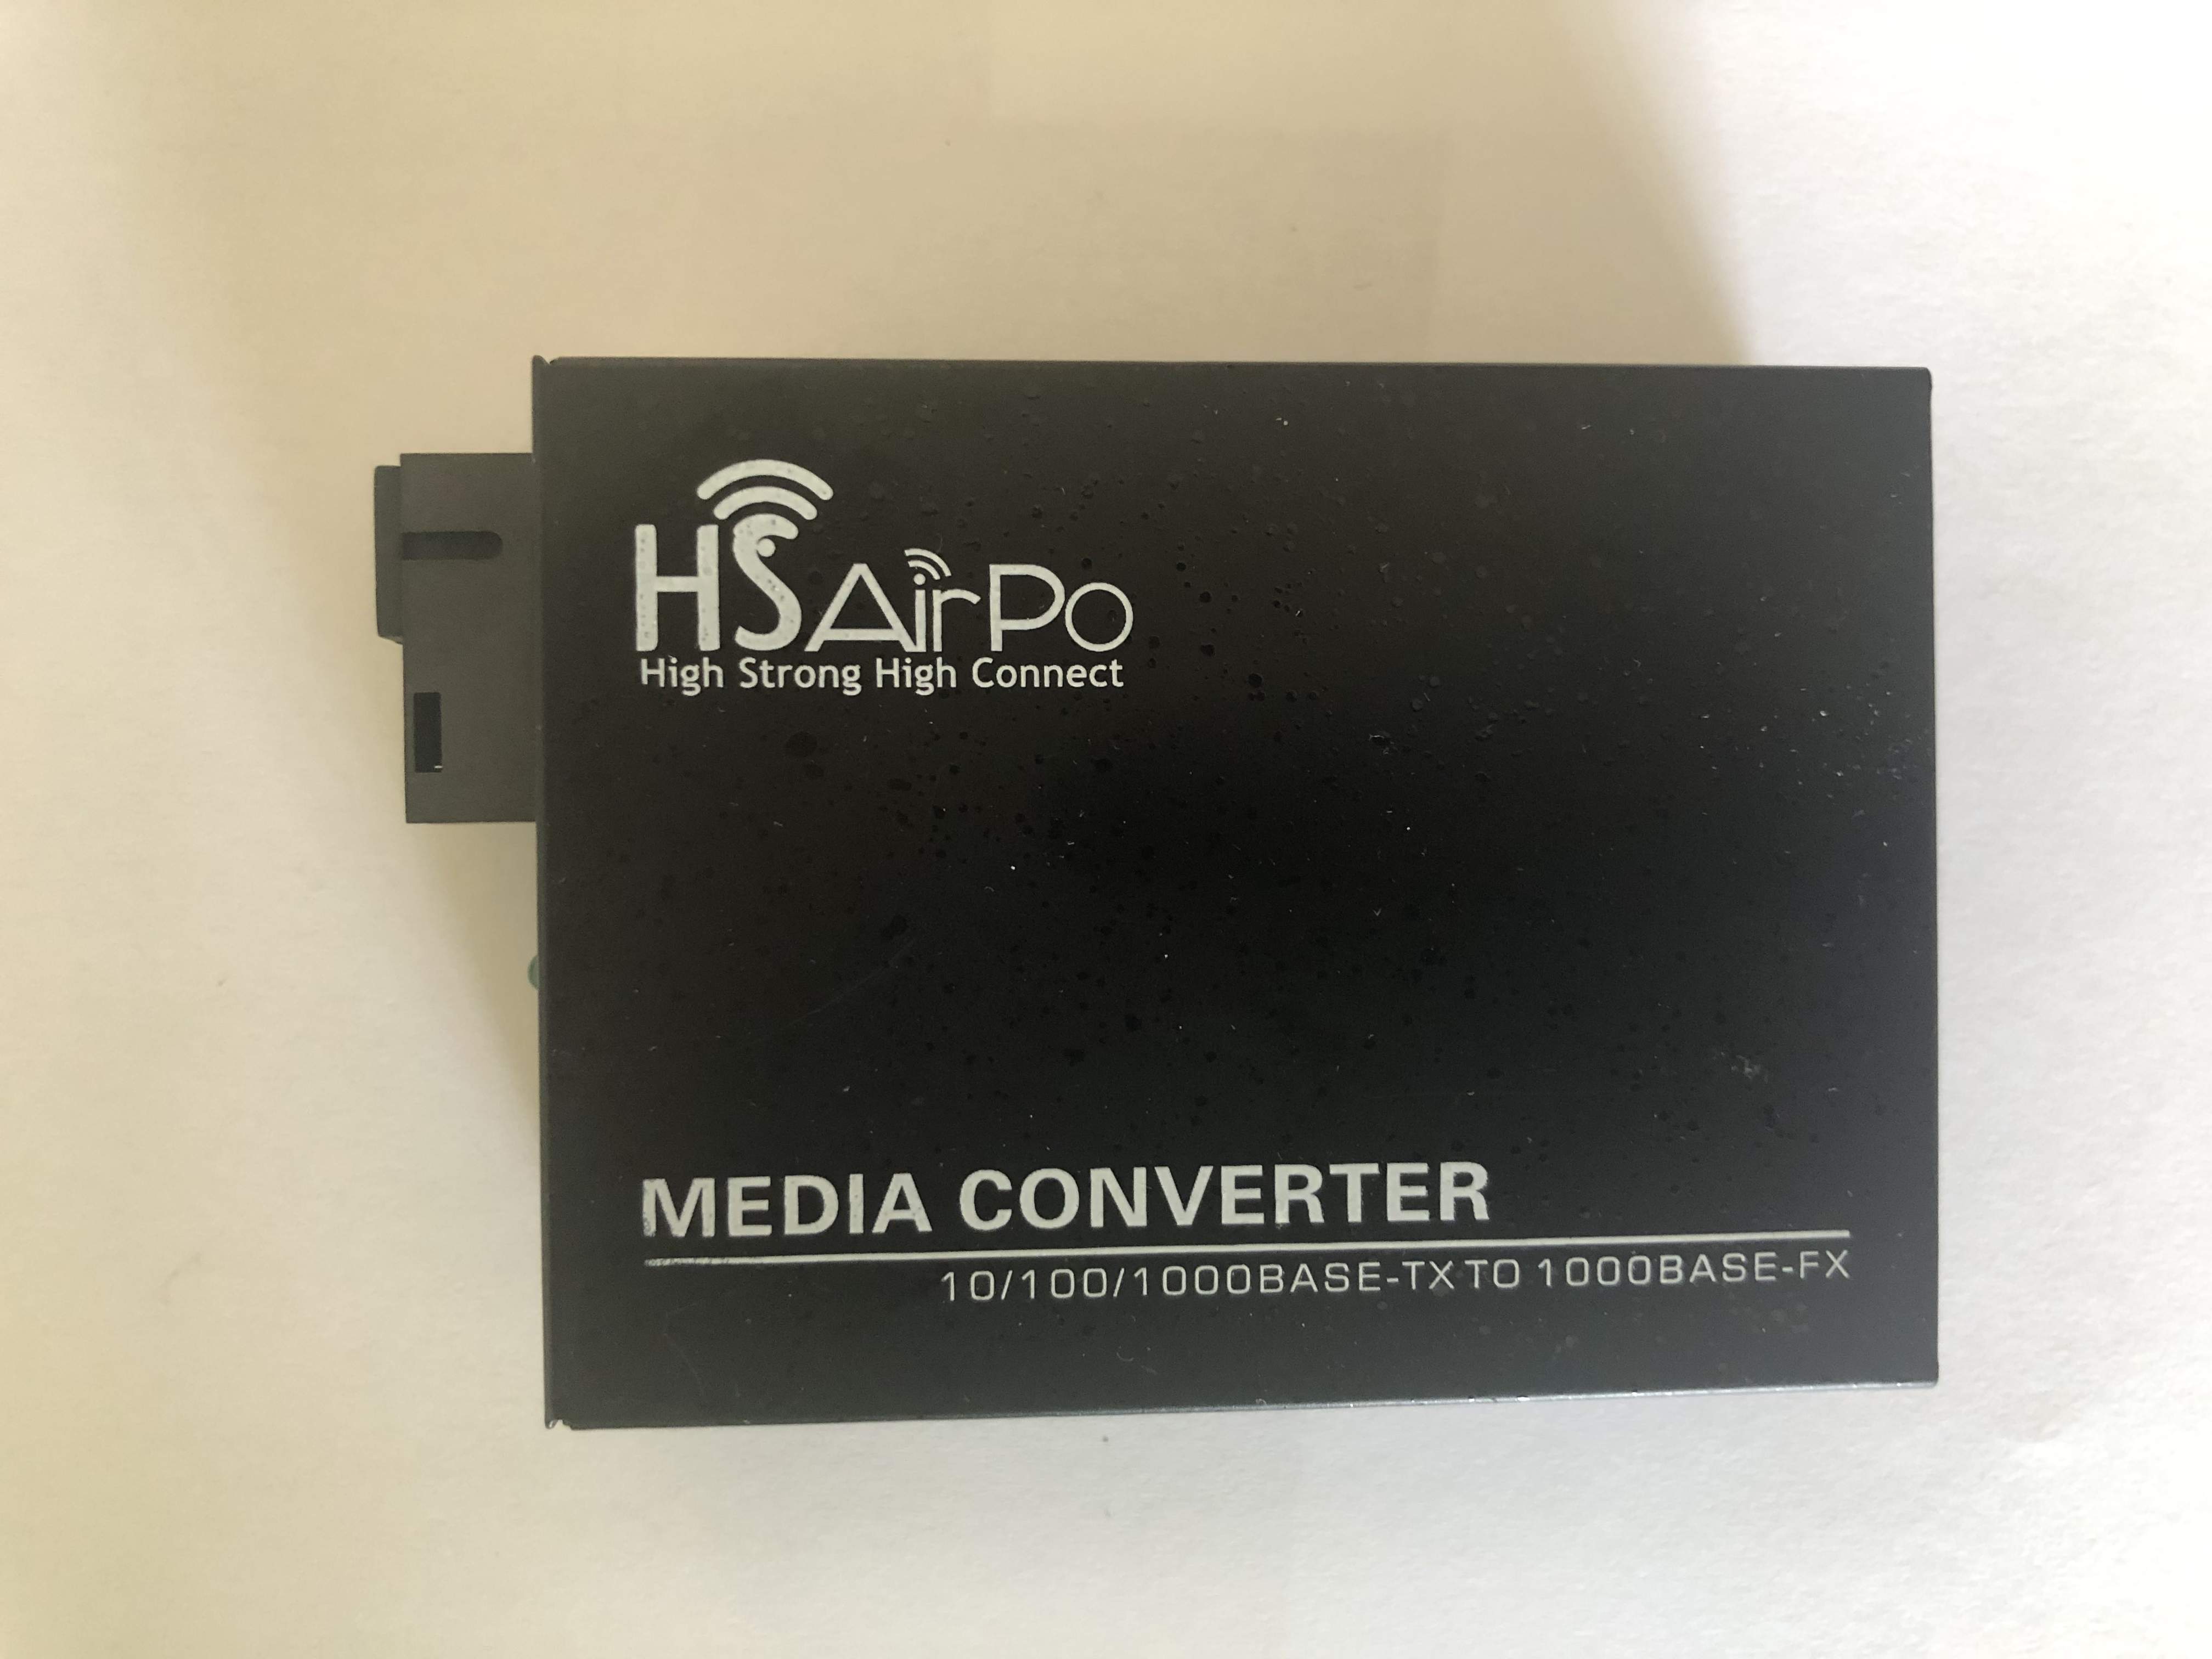 HSAirPo
High Strong High Connect
MEDIA CONVERTER
10/100/1000BASE-TX TO 1000BASE-FX